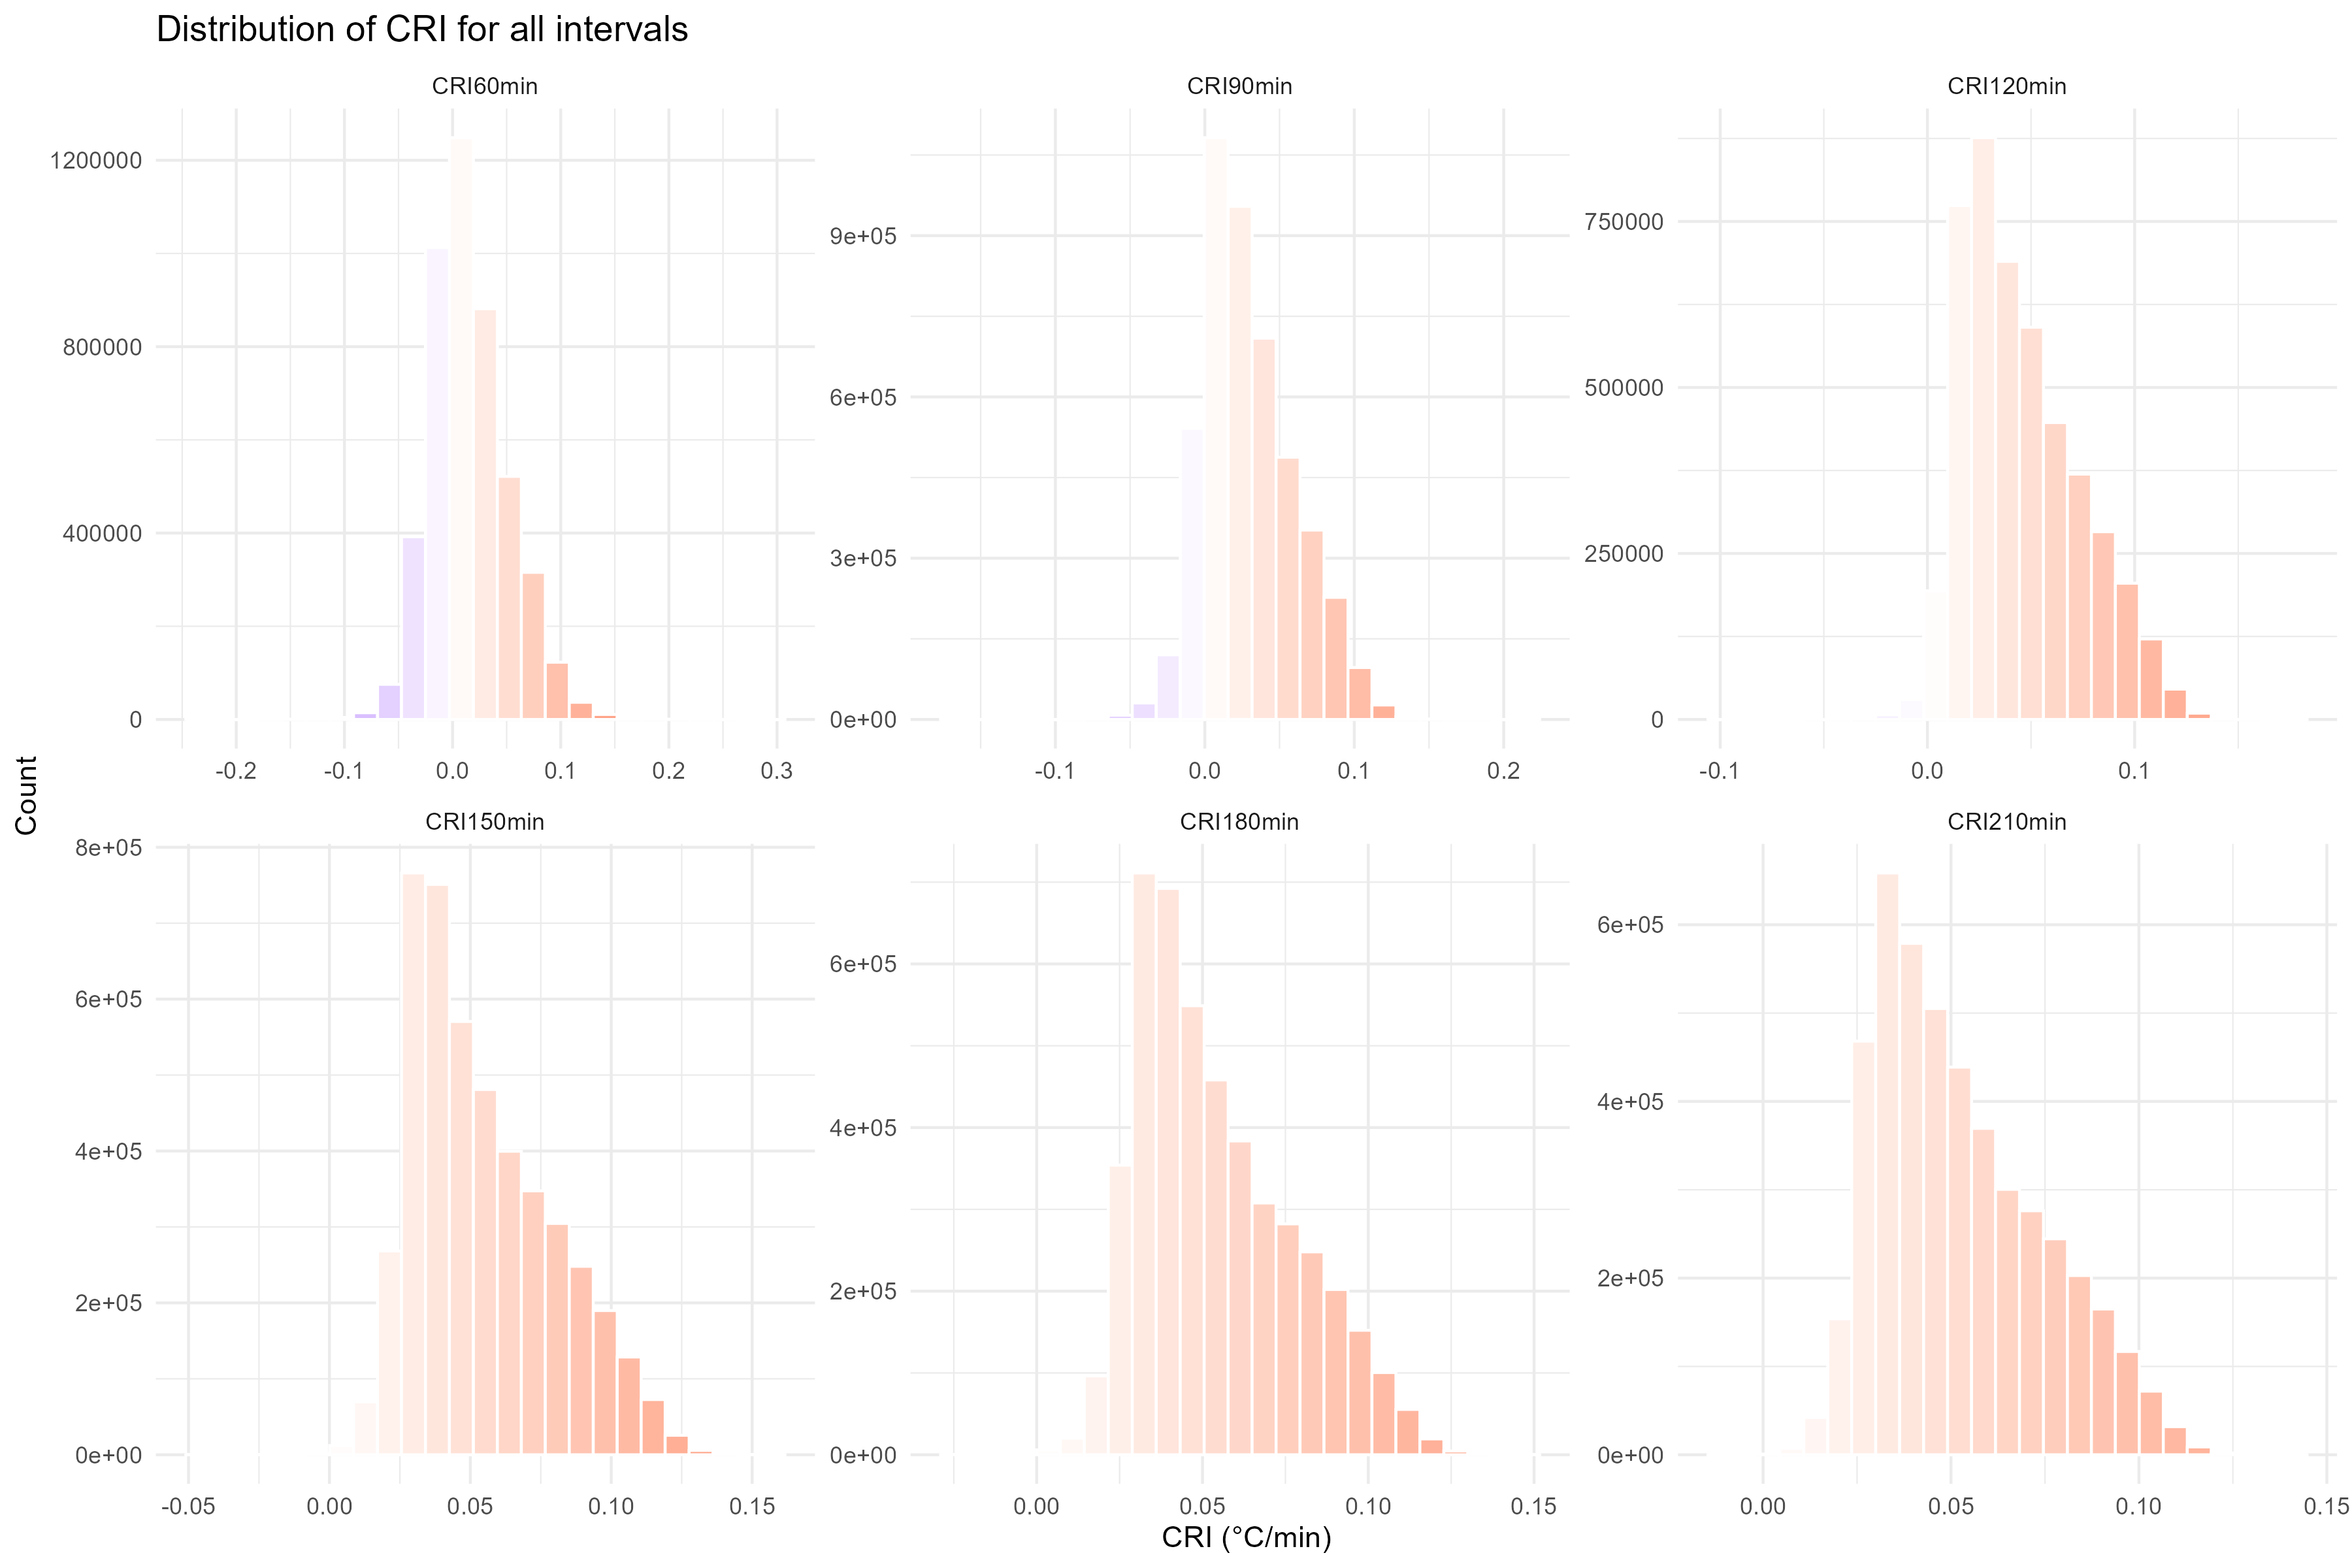 Distribution of CRI for all intervals
CRI60min
CRI90min
CRI120min
1200000
800000
400000
0
9e+05
6e+05
3e+05
0e+00
750000
500000
250000
0
-0.2 -0.1 0.0 0.1 0.2 0.3
-0.1 0.0 0.1 0.2
-0.1 0.0 0.1
Count
CRI150min
CRI180min
CRI210min
8e+05
6e+05
4e+05
2e+05
0e+00
6e+05
4e+05
2e+05
0e+00
6e+05
4e+05
2e+05
0e+00
-0.05 0.00 0.05 0.10 0.15
0.00 0.05 0.10 0.15
0.00 0.05 0.10 0.15
CRI (°C/min)